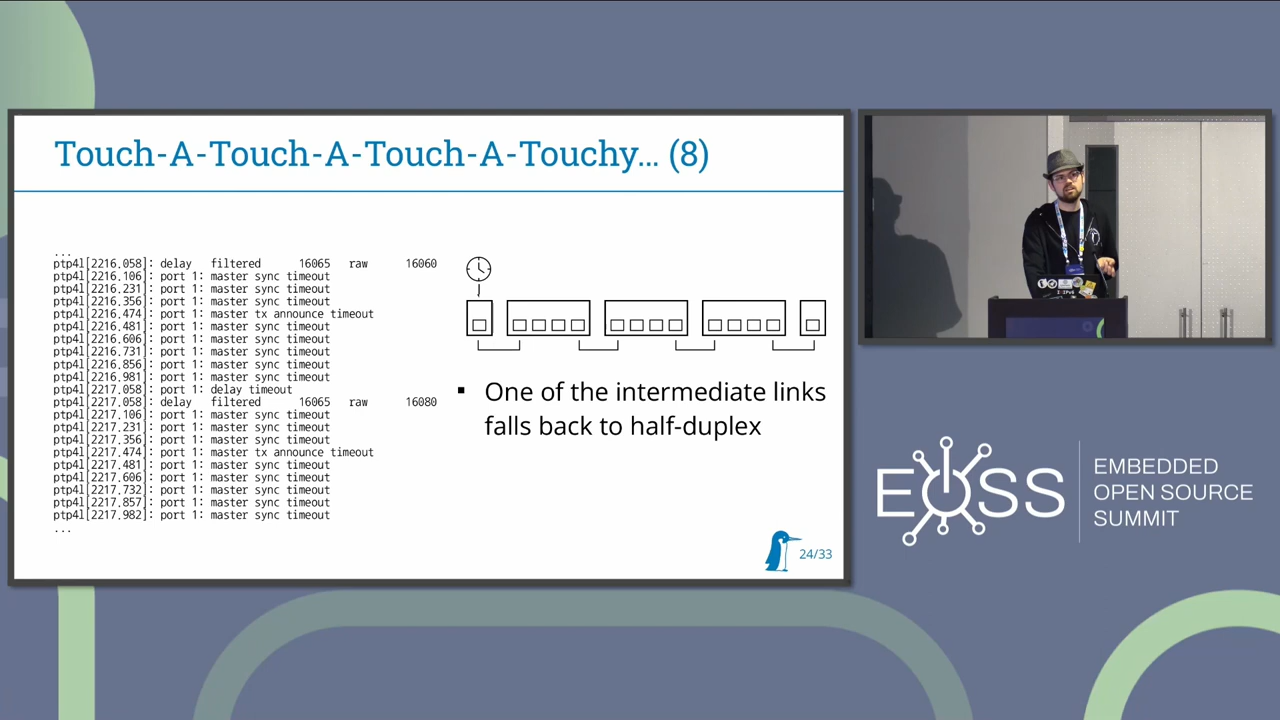 Touch-A-Touch-A-Touch-A-Touchy... (8)
...
ptp4l[2216.058]: delay filtered 16065 raw 16060
ptp4l[2216.106]: port 1: master sync timeout
ptp4l[2216.231]: port 1: master sync timeout
ptp4l[2216.356]: port 1: master sync timeout
ptp4l[2216.474]: port 1: master tx announce timeout
ptp4l[2216.481]: port 1: master sync timeout
ptp4l[2216.606]: port 1: master sync timeout
ptp4l[2216.731]: port 1: master sync timeout
ptp4l[2216.856]: port 1: master sync timeout
ptp4l[2216.981]: port 1: master sync timeout
ptp4l[2217.058]: port 1: delay timeout
ptp4l[2217.058]: delay filtered 16065 raw 16080
ptp4l[2217.106]: port 1: master sync timeout
ptp4l[2217.231]: port 1: master sync timeout
ptp4l[2217.356]: port 1: master sync timeout
ptp4l[2217.474]: port 1: master tx announce timeout
ptp4l[2217.481]: port 1: master sync timeout
ptp4l[2217.606]: port 1: master sync timeout
ptp4l[2217.732]: port 1: master sync timeout
ptp4l[2217.857]: port 1: master sync timeout
ptp4l[2217.982]: port 1: master sync timeout
...
▪ One of the intermediate links
falls back to half-duplex
24/33
EOSS
EMBEDDED
OPEN SOURCE
SUMMIT